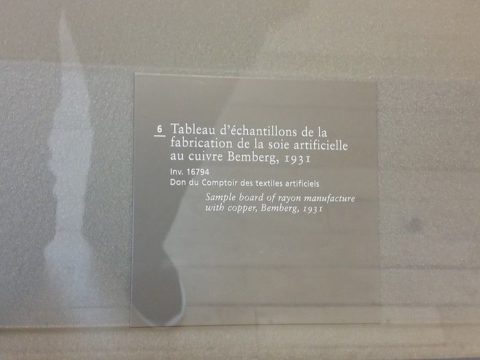 6 Tableau d'échantillons de la
fabrication de la soie artificielle
au cuivre Bemberg, 1931
Inv. 16794
Don du Comptoir des textiles artificiels
Sample board of rayon manufacture
with copper, Bemberg, 1931